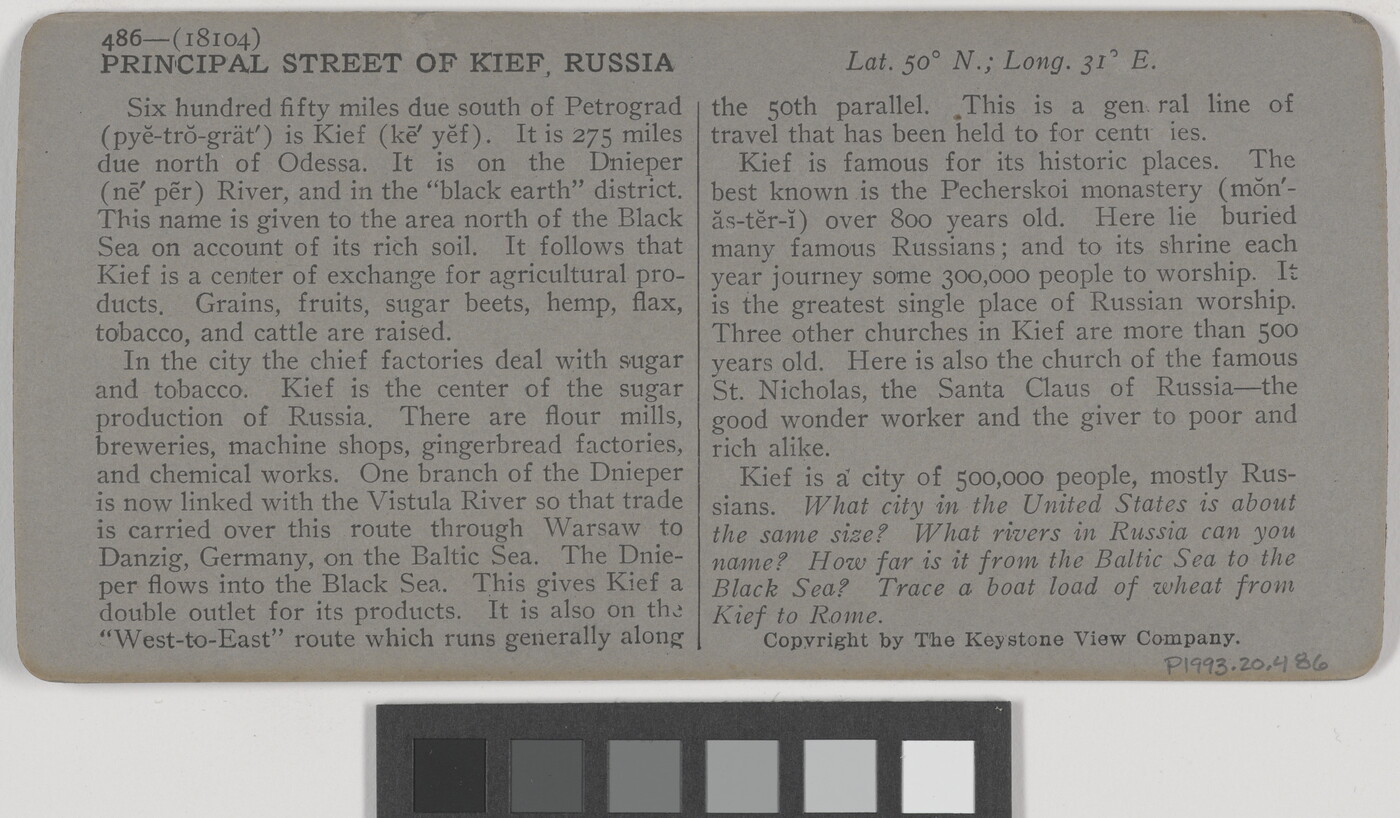 486—(18104)
PRINCIPAL STREET OF KIEF, RUSSIA
Lat. 50° N.; Long. 31° E.
Six hundred fifty miles due south of Petrograd
(pyĕ-trŏ-grät′) is Kief (kē′ yĕf). It is 275 miles
due north of Odessa. It is on the Dnieper
(nē′ pẽr) River, and in the “black earth” district.
This name is given to the area north of the Black
Sea on account of its rich soil. It follows that
Kief is a center of exchange for agricultural pro-
ducts. Grains, fruits, sugar beets, hemp, flax,
tobacco, and cattle are raised.
In the city the chief factories deal with sugar
and tobacco. Kief is the center of the sugar
production of Russia. There are flour mills,
breweries, machine shops, gingerbread factories,
and chemical works. One branch of the Dnieper
is now linked with the Vistula River so that trade
is carried over this route through Warsaw to
Danzig, Germany, on the Baltic Sea. The Dnie-
per flows into the Black Sea. This gives Kief a
double outlet for its products. It is also on the
“West-to-East” route which runs generally along
the 50th parallel. This is a gen ral line of
travel that has been held to for cent ies.
Kief is famous for its historic places. The
best known is the Pecherskoi monastery (mŏn′-
ăs-tĕr-ĭ) over 800 years old. Here lie buried
many famous Russians; and to its shrine each
year journey some 300,000 people to worship. It
is the greatest single place of Russian worship.
Three other churches in Kief are more than 500
years old. Here is also the church of the famous
St. Nicholas, the Santa Claus of Russia—the
good wonder worker and the giver to poor and
rich alike.
Kief is a city of 500,000 people, mostly Rus-
sians. What city in the United States is about
the same size? What rivers in Russia can you
name? How far is it from the Baltic Sea to the
Black Sea? Trace a boat load of wheat from
Kief to Rome.
Copyright by The Keystone View Company.
P1993.20.486